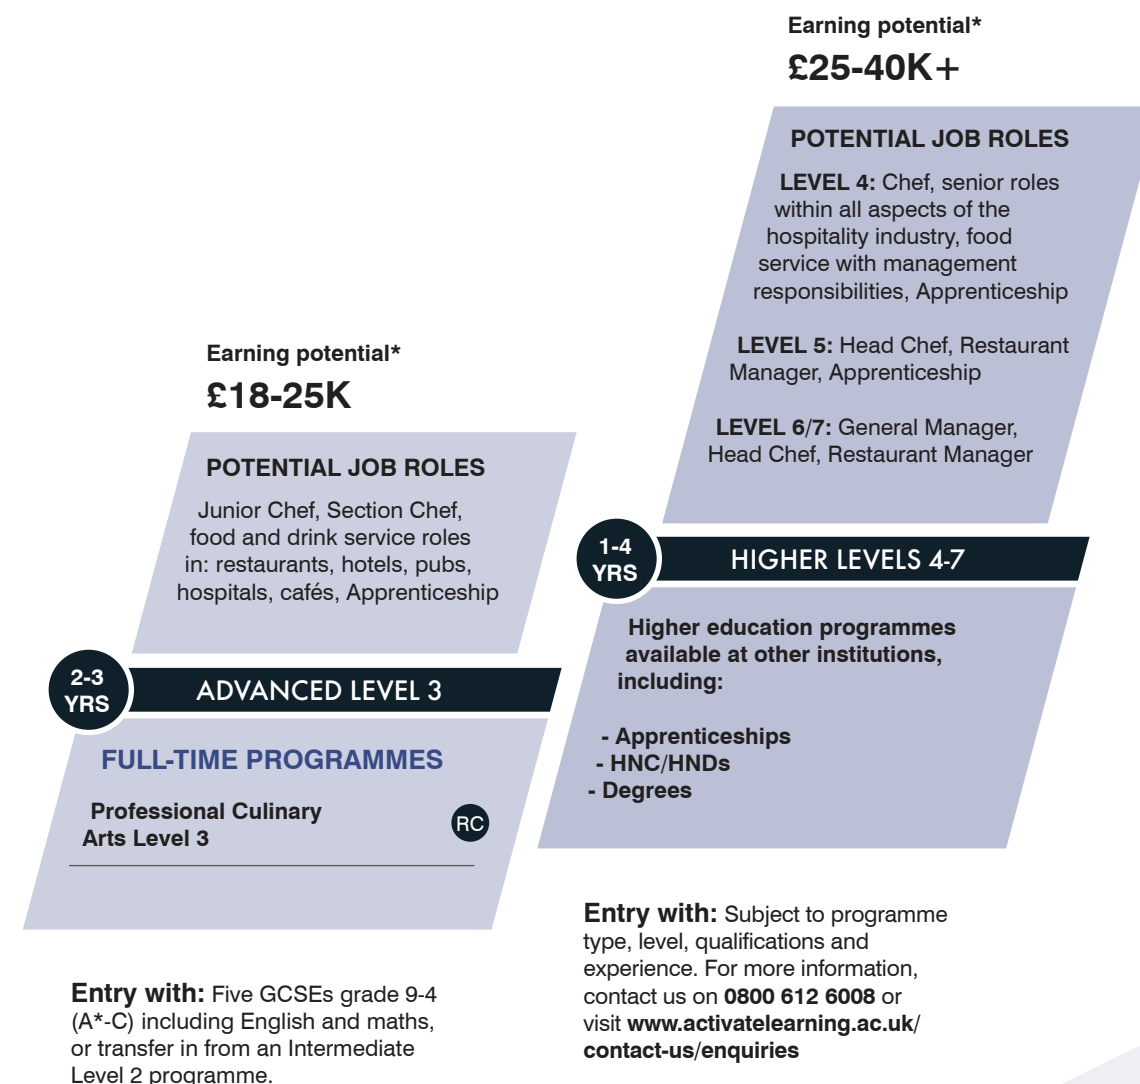 Earning potential*
£25-40K+
POTENTIAL JOB ROLES
LEVEL 4: Chef, senior roles
within all aspects of the
hospitality industry, food
service with management
responsibilities, Apprenticeship
LEVEL 5: Head Chef, Restaurant
Manager, Apprenticeship
LEVEL 6/7: General Manager,
Head Chef, Restaurant Manager
1-4
YRS
HIGHER LEVELS 4-7
Higher education programmes
available at other institutions,
including:
- Apprenticeships
- HNC/HNDs
- Degrees
Entry with: Subject to programme
type, level, qualifications and
experience. For more information,
contact us on 0800 612 6008 or
visit www.activatelearning.ac.uk/
contact-us/enquiries
Earning potential*
£18-25K
POTENTIAL JOB ROLES
Junior Chef, Section Chef,
food and drink service roles
in: restaurants, hotels, pubs,
hospitals, cafés, Apprenticeship
2-3
YRS
ADVANCED LEVEL 3
FULL-TIME PROGRAMMES
Professional Culinary
Arts Level 3
RC
Entry with: Five GCSEs grade 9-4
(A*-C) including English and maths,
or transfer in from an Intermediate
Level 2 programme.